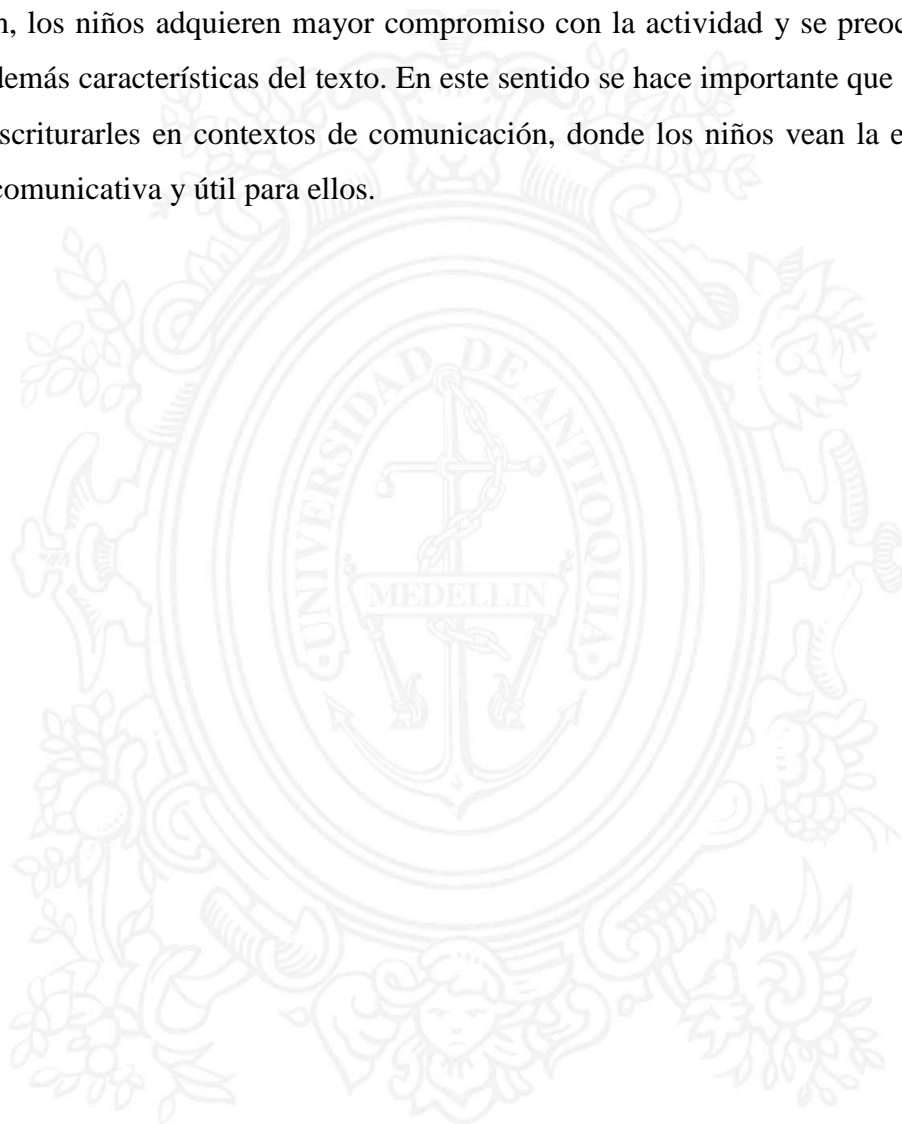 n, los niños adquieren mayor compromiso con la actividad y se preoc
demás características del texto. En este sentido se hace importante que
scriturarles en contextos de comunicación, donde los niños vean la e
comunicativa y útil para ellos.
UNIVERSIDAD DE ANTIOQUIA
MEDELLIN